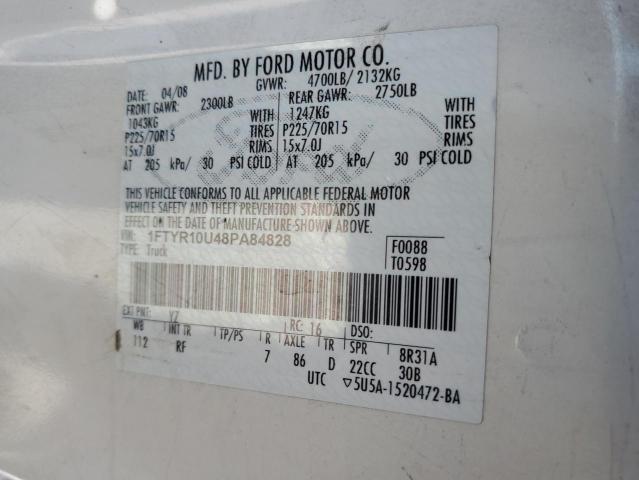 MFD. BY FORD MOTOR CO.
DATE: 04/08 GVWR: 4700LB/ 2132KG
FRONT GAWR: 2300LB REAR GAWR: 2750LB
1043KG WITH 1247KG WITH
P225/70R15 TIRES P225/70R15 TIRES
15x7.0J RIMS 15x7.0J RIMS
AT 205 kPa/ 30 PSI COLD AT 205 kPa/ 30 PSI COLD
THIS VEHICLE CONFORMS TO ALL APPLICABLE FEDERAL MOTOR
VEHICLE SAFETY AND THEFT PREVENTION STANDARDS IN
EFFECT ON THE DATE OF MANUFACTURE SHOWN ABOVE.
VIN: 1FTYR10U48PA84828 F0088
TYPE: Truck T0598
EXT PNT: YZ RC: 16 DSO:
WB INT TR TP/PS R AXLE TR SPR 8R31A
112 RF 7 86 D 22CC 30B
UTC ▽5U5A-1520472-BA